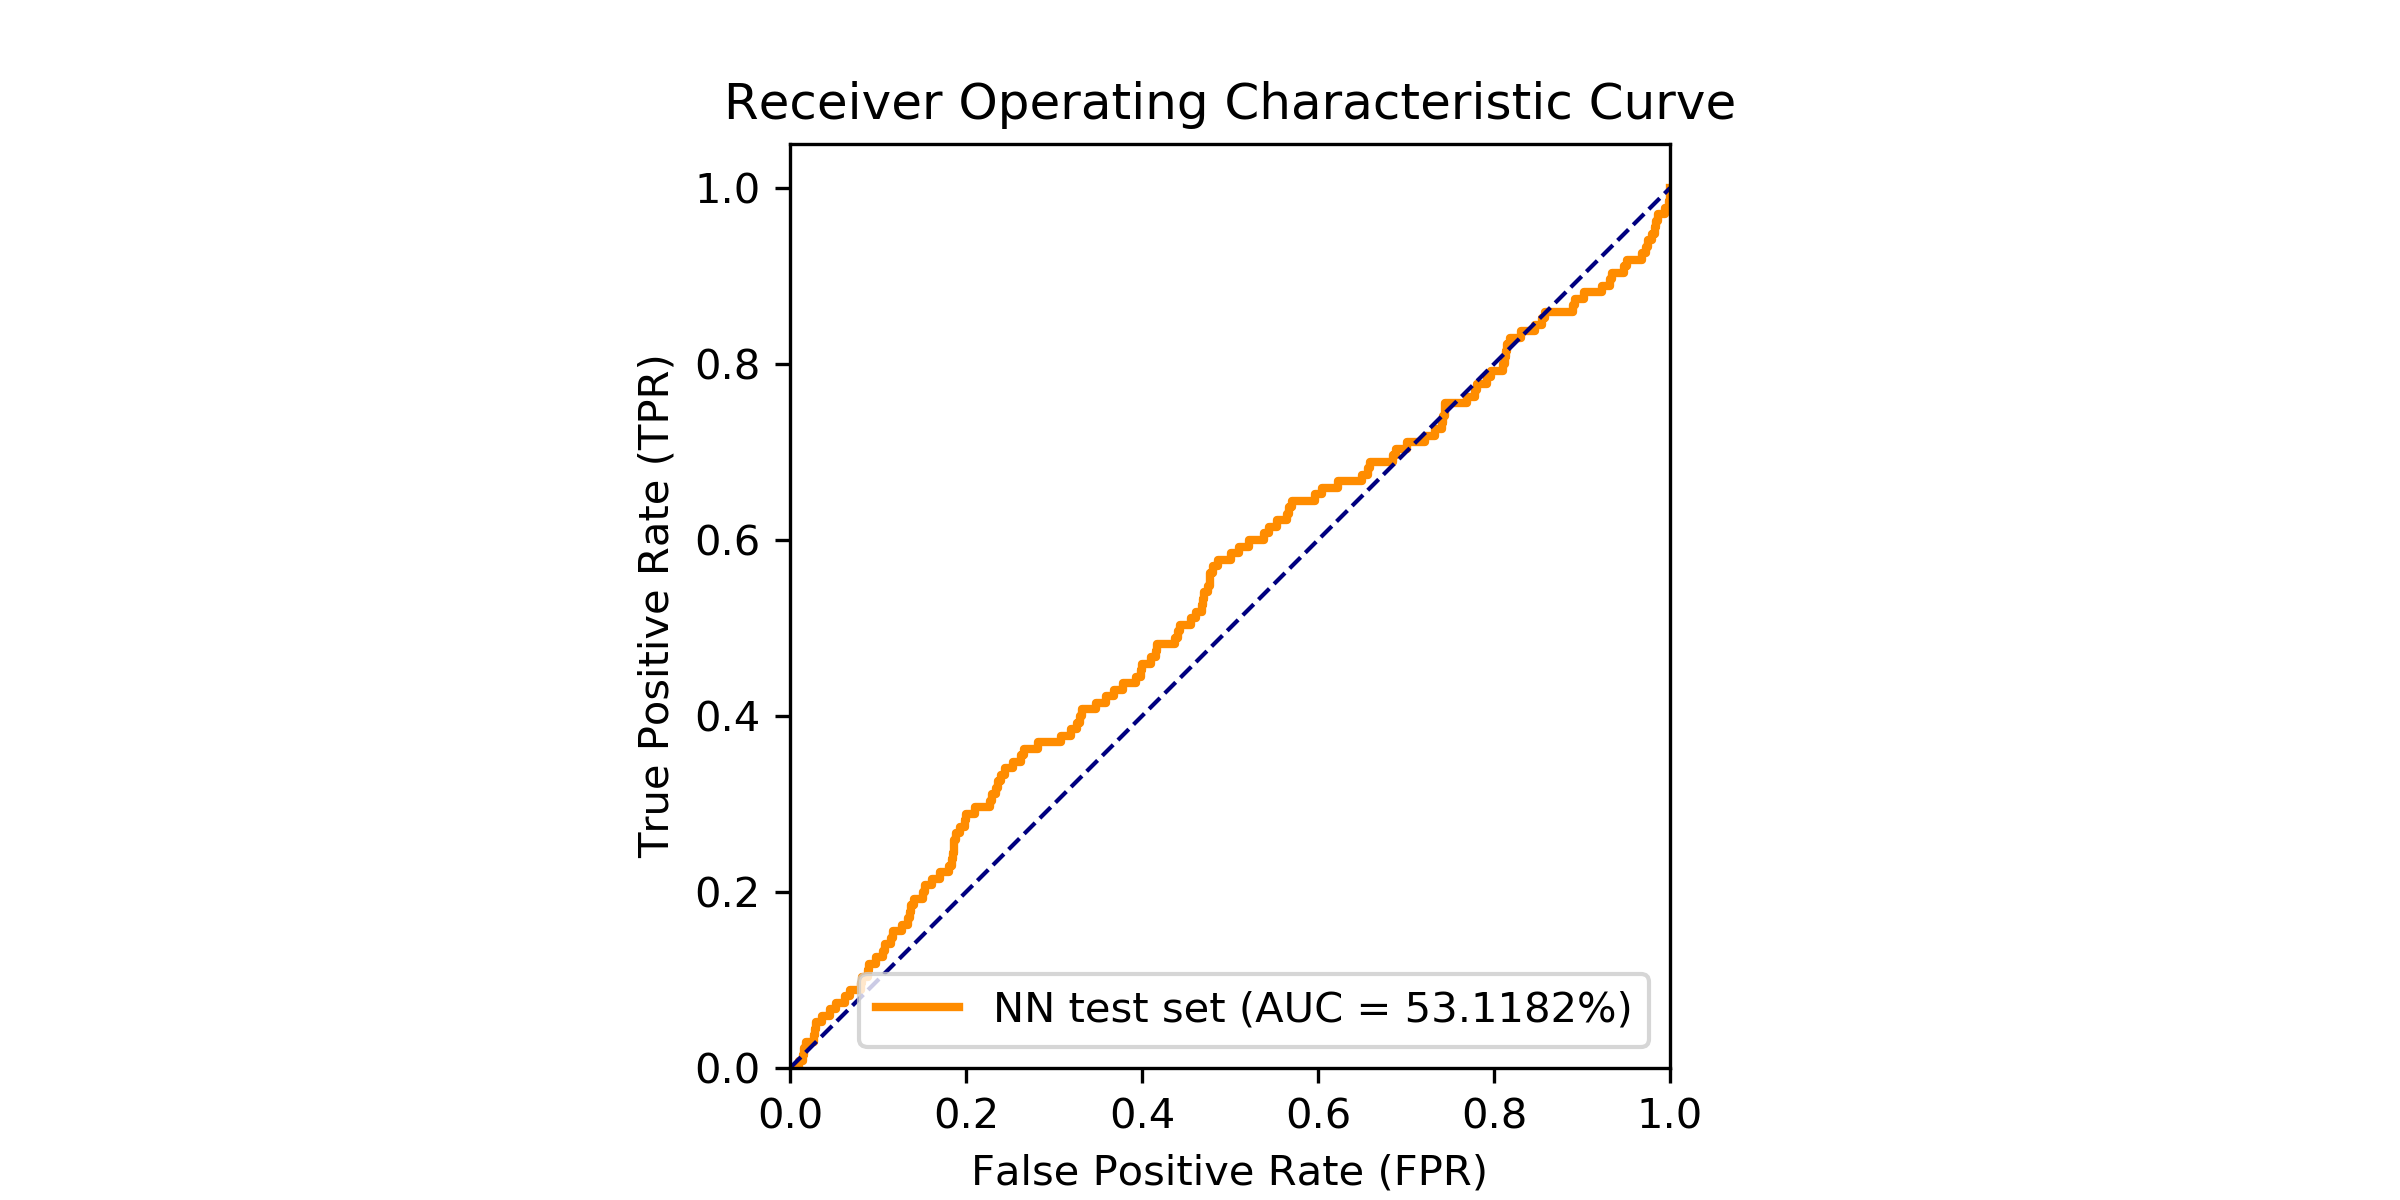 Receiver Operating Characteristic Curve
True Positive Rate (TPR)
1.0
0.8
0.6
0.4
0.2
0.0
NN test set (AUC = 53.1182%)
0.0 0.2 0.4 0.6 0.8 1.0
False Positive Rate (FPR)